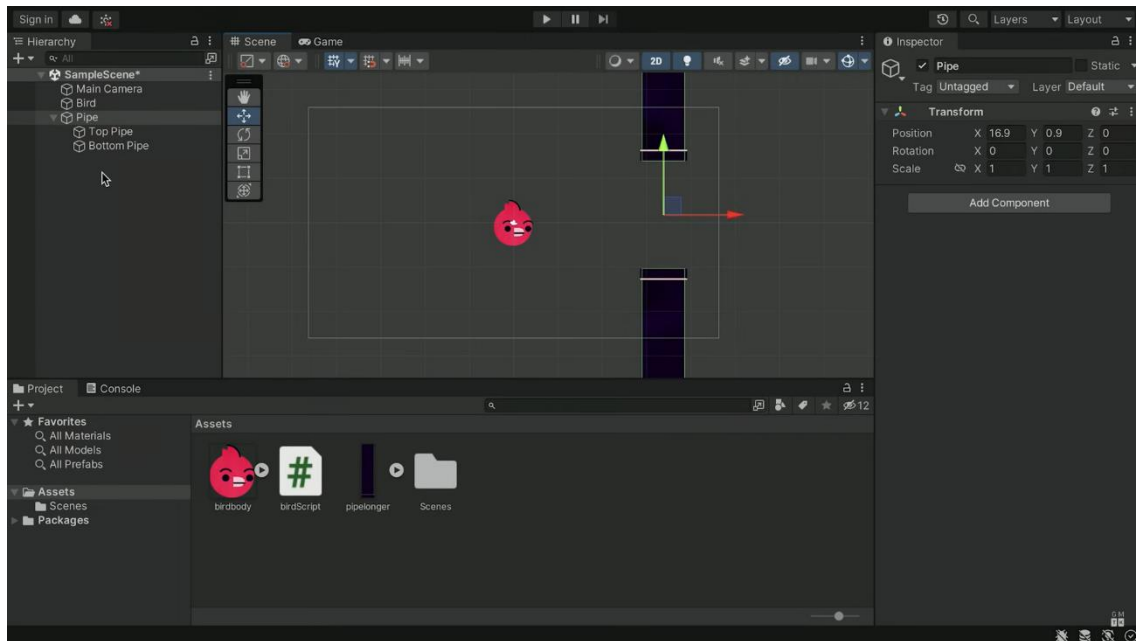 Sign in
Layers Layout
Hierarchy
All
SampleScene*
Main Camera
Bird
Pipe
Top Pipe
Bottom Pipe
# Scene Game
2D
Inspector
Pipe Static
Tag Untagged Layer Default
Transform
Position X 16.9 Y 0.9 Z 0
Rotation X 0 Y 0 Z 0
Scale X 1 Y 1 Z 1
Add Component
Project Console
12
Favorites
All Materials
All Models
All Prefabs
Assets
Scenes
Packages
Assets
#
birdbody birdScript pipelonger Scenes
GM
TK